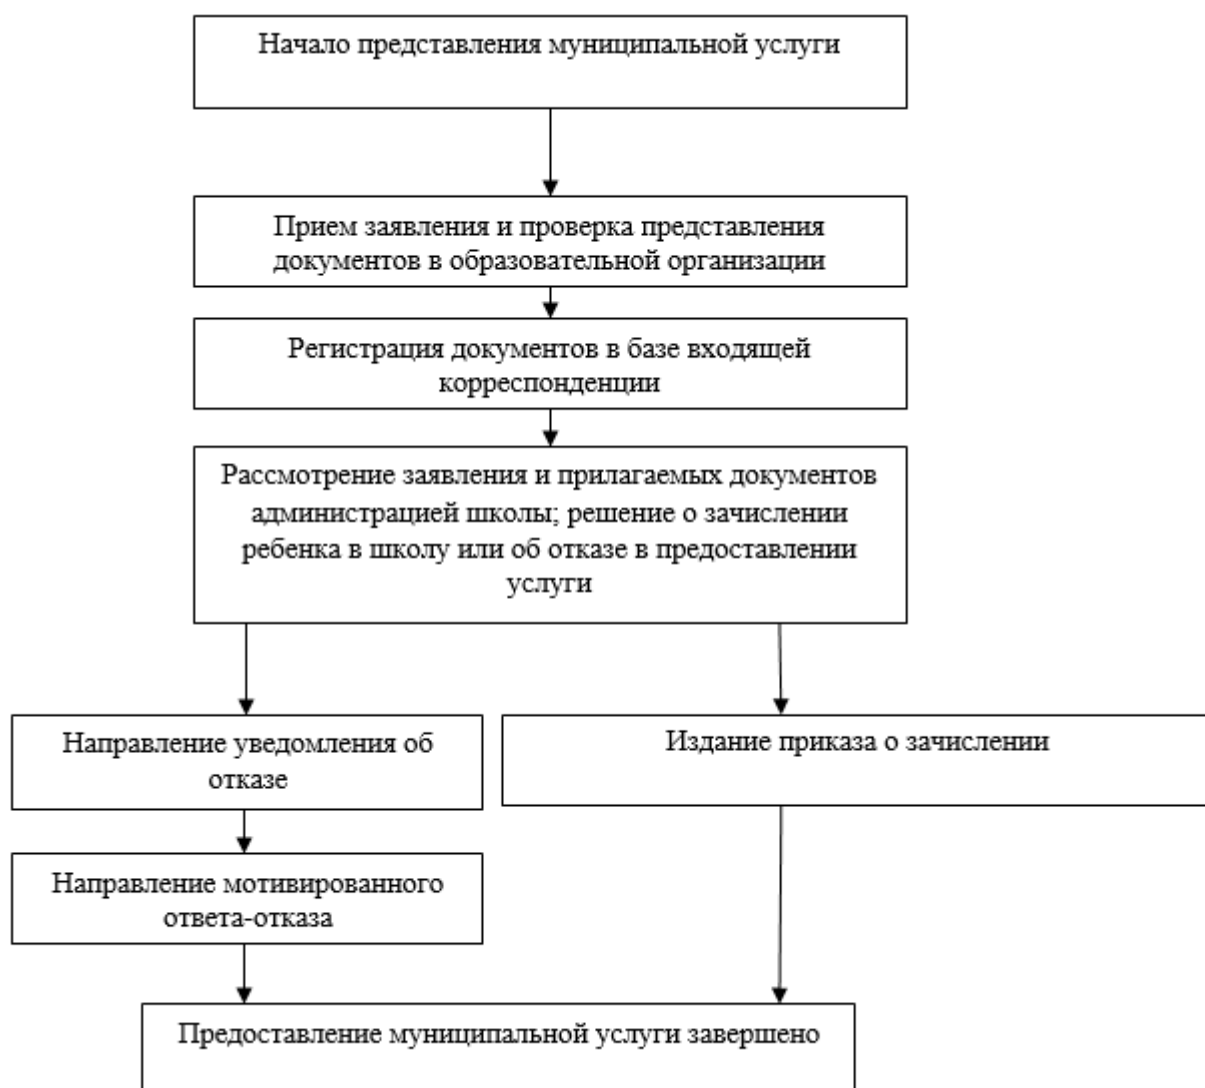 Начало представления муниципальной услуги
Прием заявления и проверка представления
документов в образовательной организации
Регистрация документов в базе входящей
корреспонденции
Рассмотрение заявления и прилагаемых документов
администрацией школы; решение о зачислении
ребенка в школу или об отказе в предоставлении
услуги
Направление уведомления об
отказе
Издание приказа о зачислении
Направление мотивированного
ответа-отказа
Предоставление муниципальной услуги завершено